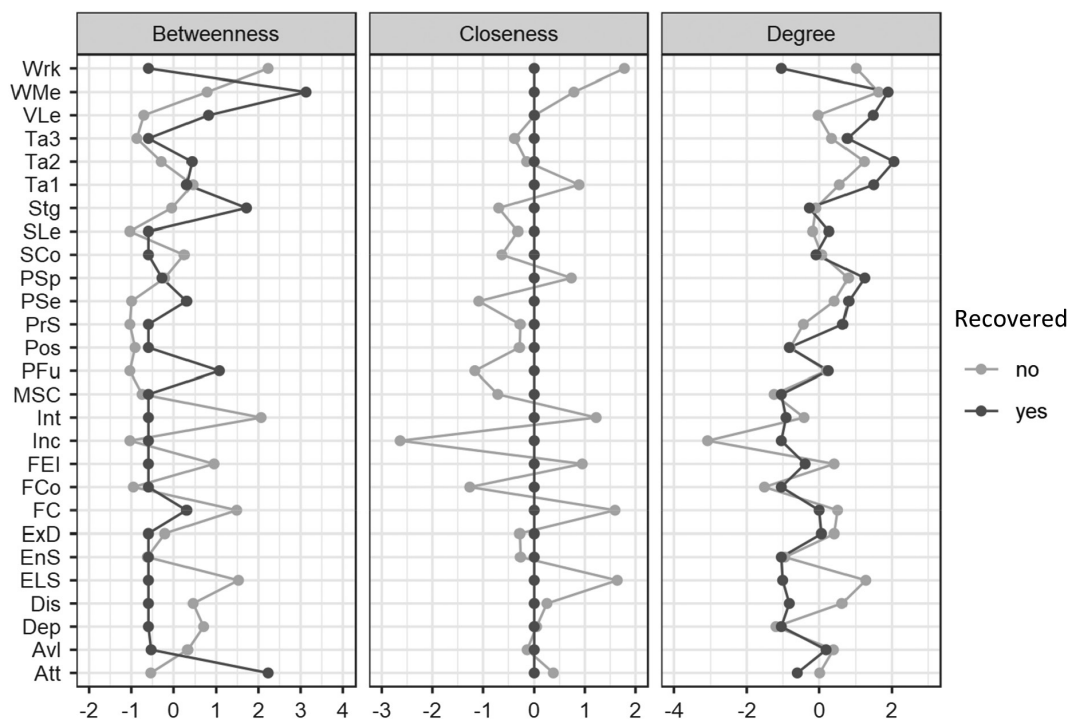 Betweenness Closeness Degree
Wrk
WMe
VLe
Ta3
Ta2
Ta1
Stg
SLe
SCo
PSp
PSe
PrS
Pos
PFu
MSC
Int
Inc
FEI
FCo
FC
ExD
EnS
ELS
Dis
Dep
Avl
Att
Recovered
no
yes
-2 -1 0 1 2 3 4 -3 -2 -1 0 1 2 -4 -2 0 2